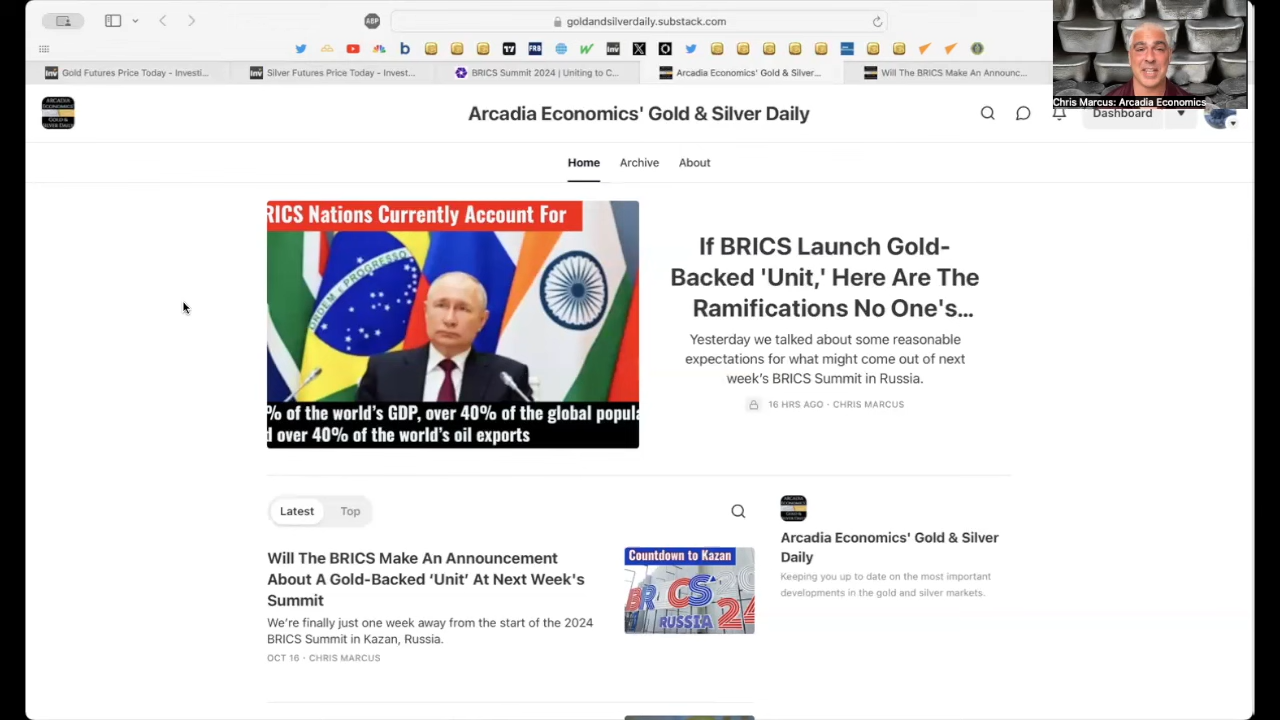 ABP
goldandsilverdaily.substack.com
Gold Futures Price Today - Investi...
Silver Futures Price Today - Invest...
BRICS Summit 2024 | Uniting to C...
Arcadia Economics' Gold & Silver...
Will The BRICS Make An Announc...
Chris Marcus: Arcadia Economics
Arcadia Economics' Gold & Silver Daily
Dashboard
Home
Archive
About
RICS Nations Currently Account For
ORDEM E PROGRESSO
% of the world's GDP, over 40% of the global popula
d over 40% of the world's oil exports
If BRICS Launch Gold-
Backed 'Unit,' Here Are The
Ramifications No One's...
Yesterday we talked about some reasonable
expectations for what might come out of next
week's BRICS Summit in Russia.
16 HRS AGO · CHRIS MARCUS
Latest
Top
Will The BRICS Make An Announcement
About A Gold-Backed ‘Unit’ At Next Week's
Summit
We're finally just one week away from the start of the 2024
BRICS Summit in Kazan, Russia.
OCT 16 · CHRIS MARCUS
Countdown to Kazan
BRICS
RUSSIA 2
Arcadia Economics' Gold & Silver
Daily
Keeping you up to date on the most important
developments in the gold and silver markets.